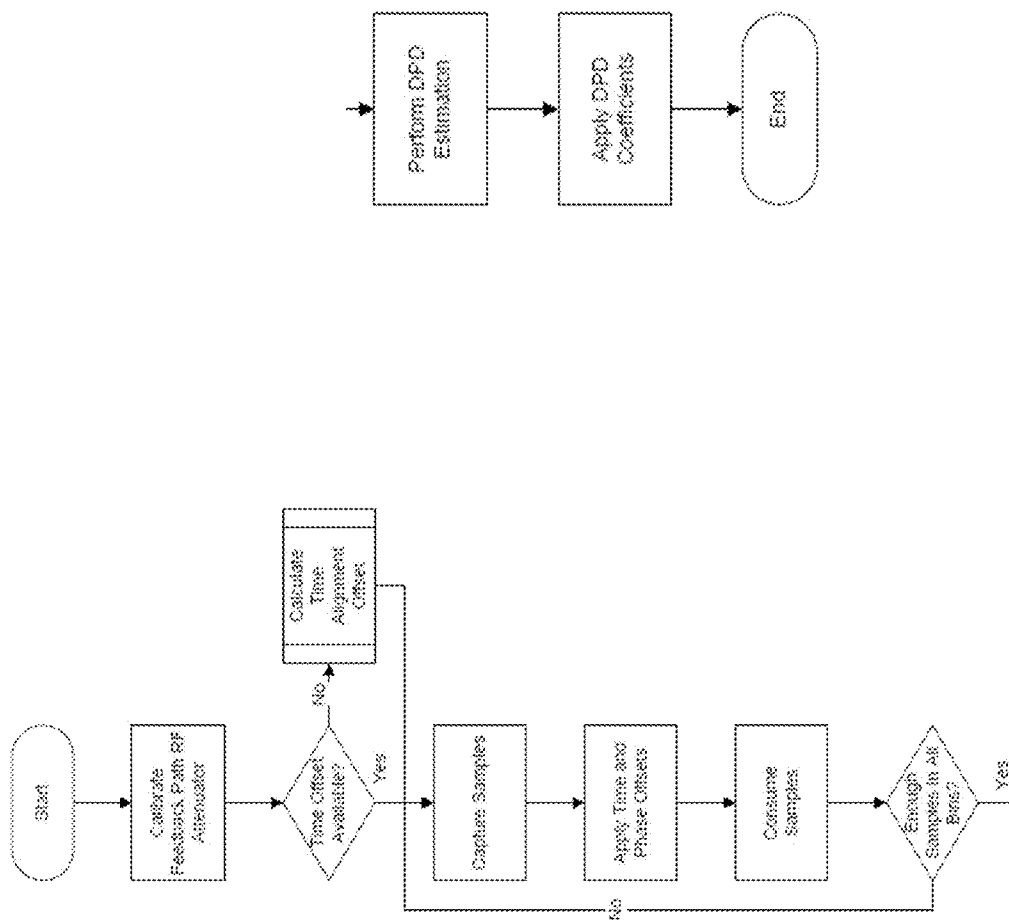 Start
Calibrate
Feedback Path RF
Attenuator
Time Offset
Available?
No
Calculate
Time
Alignment
Offset
Yes
Capture Samples
Apply Time and
Phase Offsets
Consume
Samples
Enough
Samples In All
Bins?
No
Yes
Perform DPD
Estimation
Apply DPD
Coefficients
End